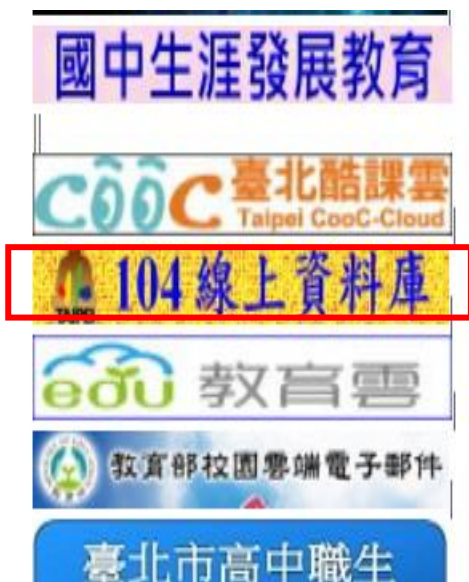 國中生涯發展教育
COOC 臺北酷課雲
Taipei CooC-Cloud
TAIPEI 104線上資料庫
edu 教育雲
教育部校園雲端電子郵件
臺北市高中職生